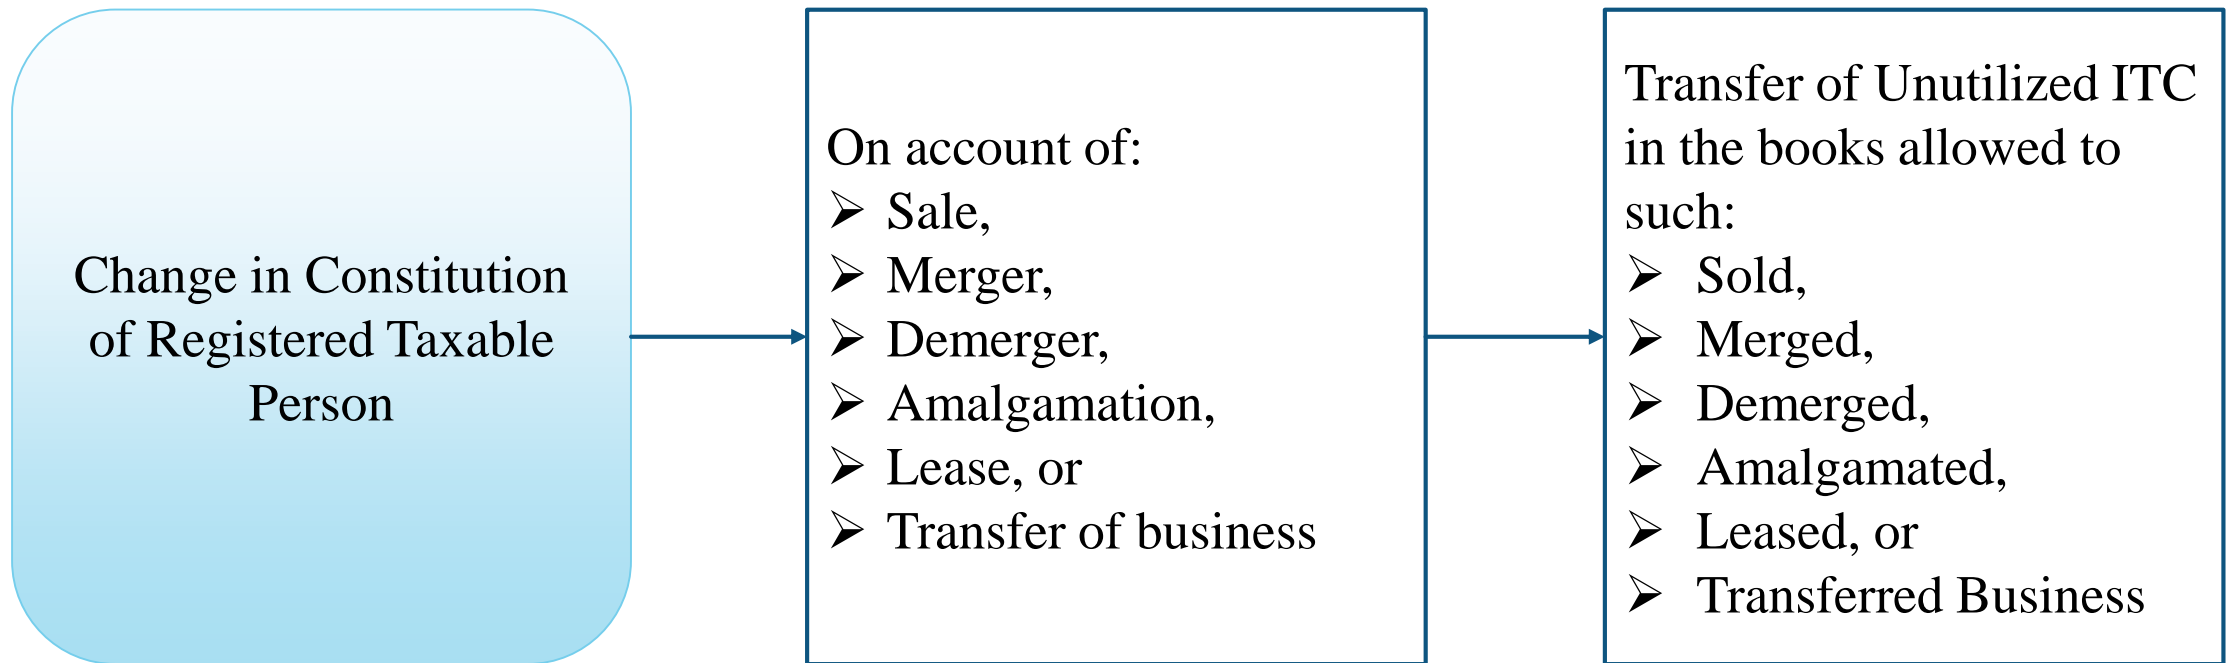 Change in Constitution
of Registered Taxable
Person
On account of:
➢ Sale,
➢ Merger,
➢ Demerger,
➢ Amalgamation,
➢ Lease, or
➢ Transfer of business
Transfer of Unutilized ITC
in the books allowed to
such:
➢ Sold,
➢ Merged,
➢ Demerged,
➢ Amalgamated,
➢ Leased, or
➢ Transferred Business